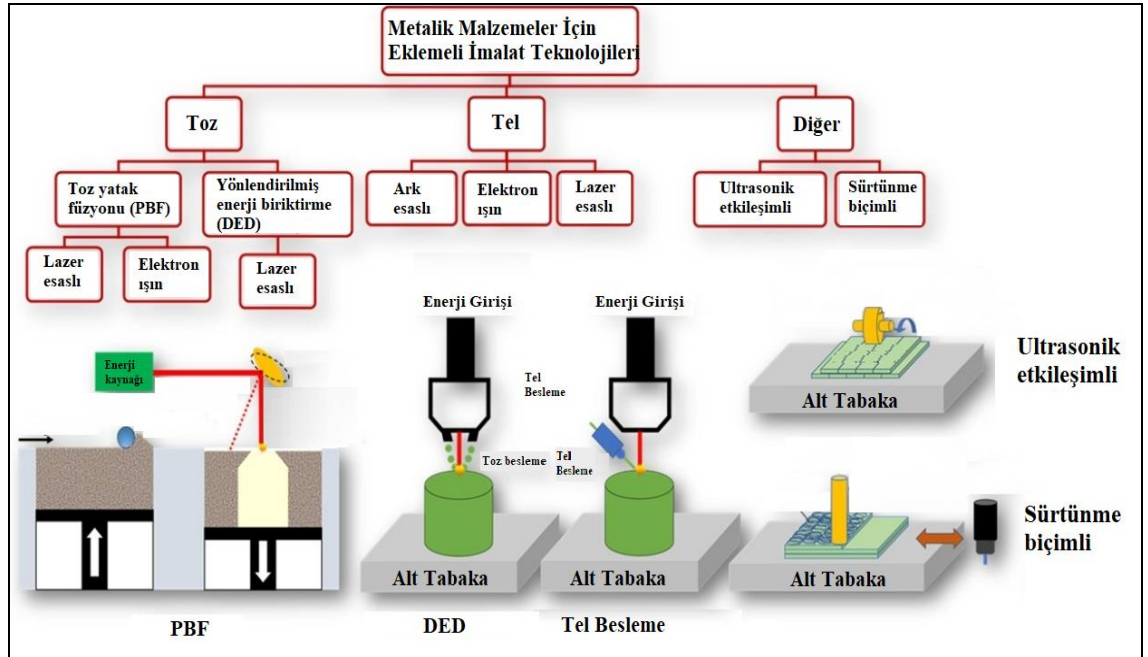 Metalik Malzemeler İçin
Eklemeli İmalat Teknolojileri
Toz
Tel
Diğer
Toz yatak
füzyonu (PBF)
Yönlendirilmiş
enerji biriktirme
(DED)
Ark
esaslı
Elektron
ışın
Lazer
esaslı
Ultrasonik
etkileşimli
Sürtünme
biçimli
Lazer
esaslı
Elektron
ışın
Lazer
esaslı
Enerji Girişi
Enerji Girişi
Enerji
kaynağı
Tel
Besleme
Toz besleme
Tel
Besleme
Ultrasonik
etkileşimli
Alt Tabaka
Sürtünme
biçimli
Alt Tabaka
Alt Tabaka
Alt Tabaka
PBF
DED
Tel Besleme